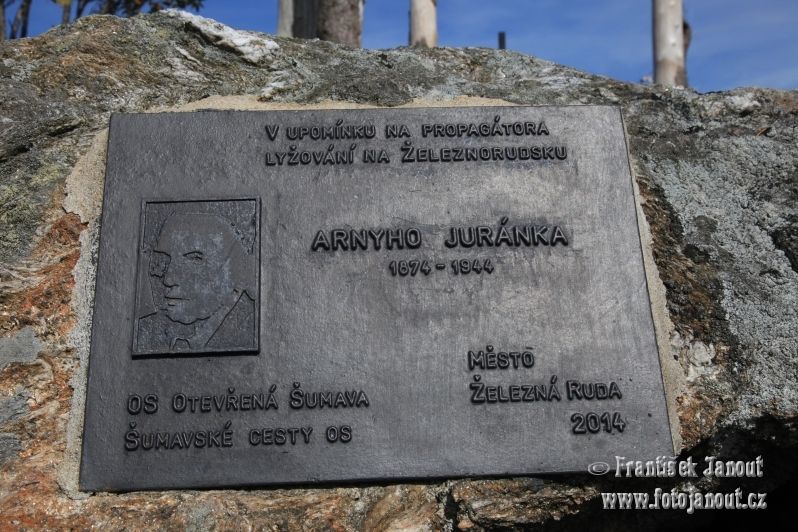 V UPOMÍNKU NA PROPAGÁTORA
LYŽOVÁNÍ NA ŽELEZNORUDSKU
ARNYHO JURÁNKA
1874 - 1944
OS OTEVŘENÁ ŠUMAVA
ŠUMAVSKÉ CESTY OS
MĚSTO
ŽELEZNÁ RUDA
2014
© František Janout
www.fotojanout.cz